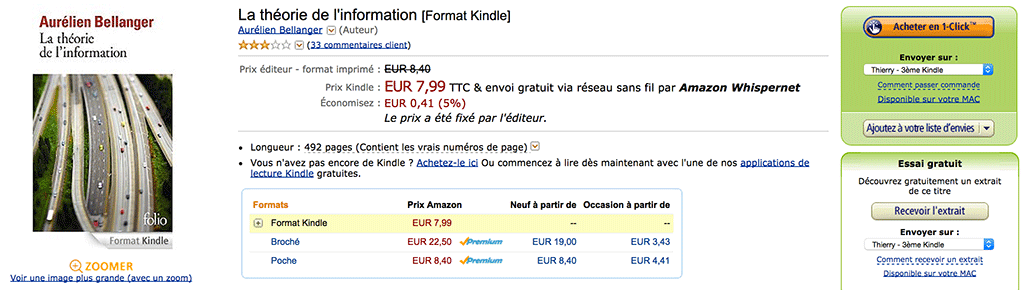 Aurélien Bellanger
La théorie
de l'information
folio
Format Kindle
ZOOMER
Voir une image plus grande (avec un zoom)
La théorie de l'information [Format Kindle]
Aurélien Bellanger (Auteur)
(33 commentaires client)
Prix éditeur - format imprimé : EUR 8,40
Prix Kindle : EUR 7,99 TTC & envoi gratuit via réseau sans fil par Amazon Whispernet
Économisez : EUR 0,41 (5%)
Le prix a été fixé par l'éditeur.
• Longueur : 492 pages (Contient les vrais numéros de page)
• Vous n'avez pas encore de Kindle ? Achetez-le ici Ou commencez à lire dès maintenant avec l'une de nos applications de
lecture Kindle gratuites.
Formats Prix Amazon Neuf à partir de Occasion à partir de
Format Kindle EUR 7,99 -- --
Broché EUR 22,50 Premium EUR 19,00 EUR 3,43
Poche EUR 8,40 Premium EUR 8,40 EUR 4,41
Acheter en 1-Click™
Envoyer sur :
Thierry - 3ème Kindle
Comment passer commande
Disponible sur votre MAC
Ajoutez à votre liste d'envies
Essai gratuit
Découvrez gratuitement un extrait
de ce titre
Recevoir l'extrait
Envoyer sur :
Thierry - 3ème Kindle
Comment recevoir un extrait
Disponible sur votre MAC